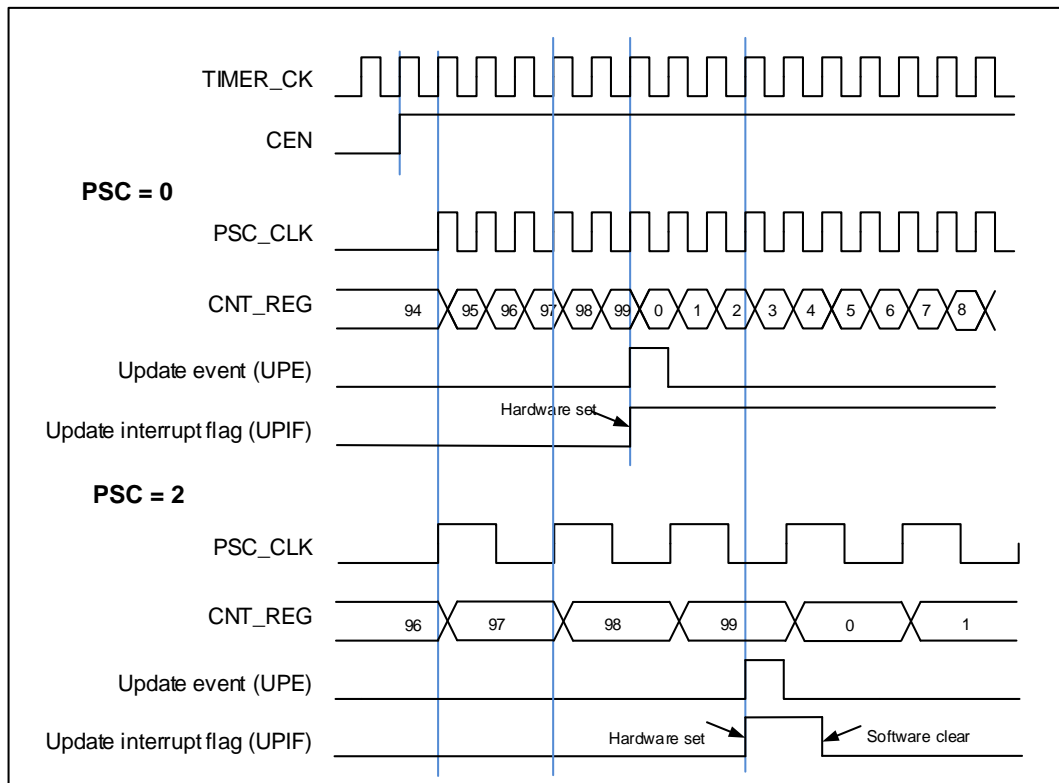 TIMER_CK
CEN
PSC = 0
PSC_CLK
CNT_REG 94 95 96 97 98 99 0 1 2 3 4 5 6 7 8
Update event (UPE)
Hardware set
Update interrupt flag (UPIF)
PSC = 2
PSC_CLK
CNT_REG 96 97 98 99 0 1
Update event (UPE)
Update interrupt flag (UPIF) Hardware set Software clear